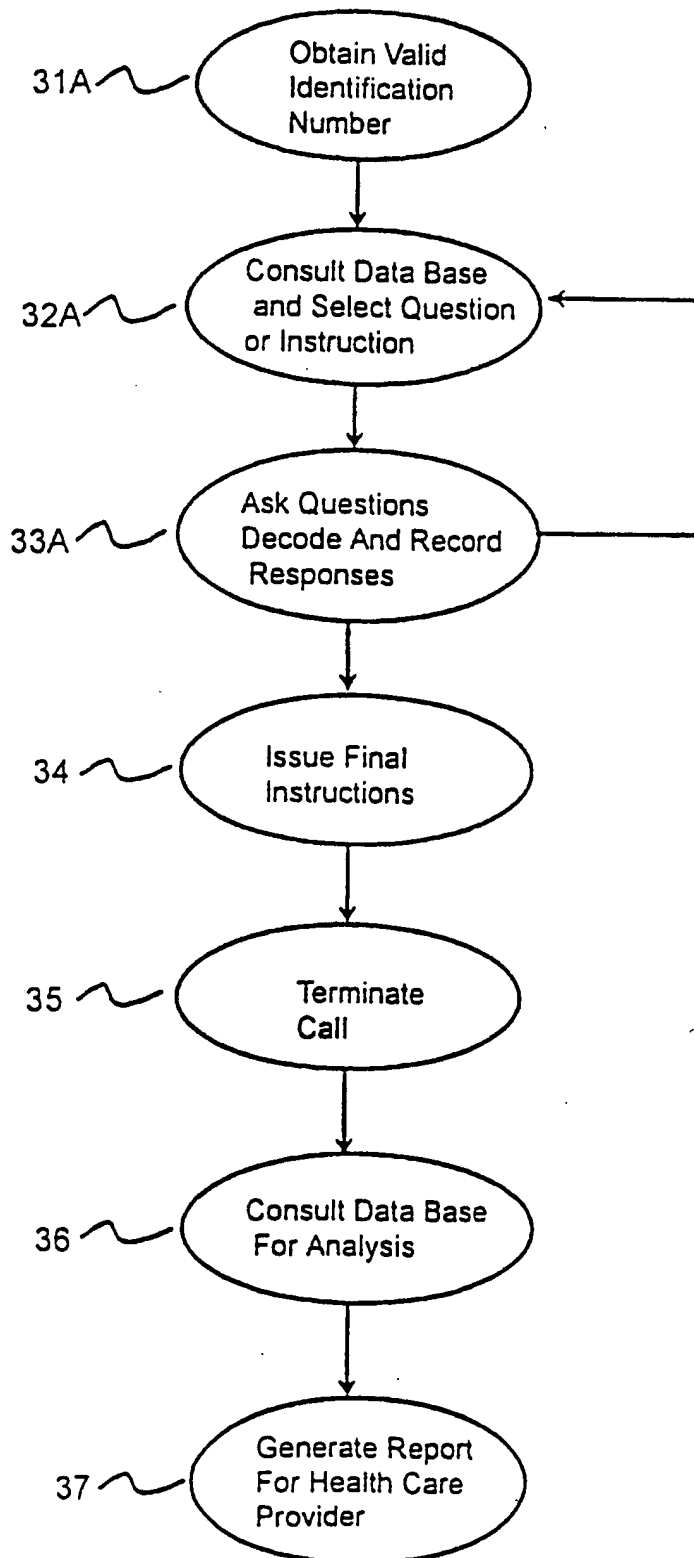 31A
Obtain Valid
Identification
Number
32A
Consult Data Base
and Select Question
or Instruction
33A
Ask Questions
Decode And Record
Responses
34
Issue Final
Instructions
35
Terminate
Call
36
Consult Data Base
For Analysis
37
Generate Report
For Health Care
Provider